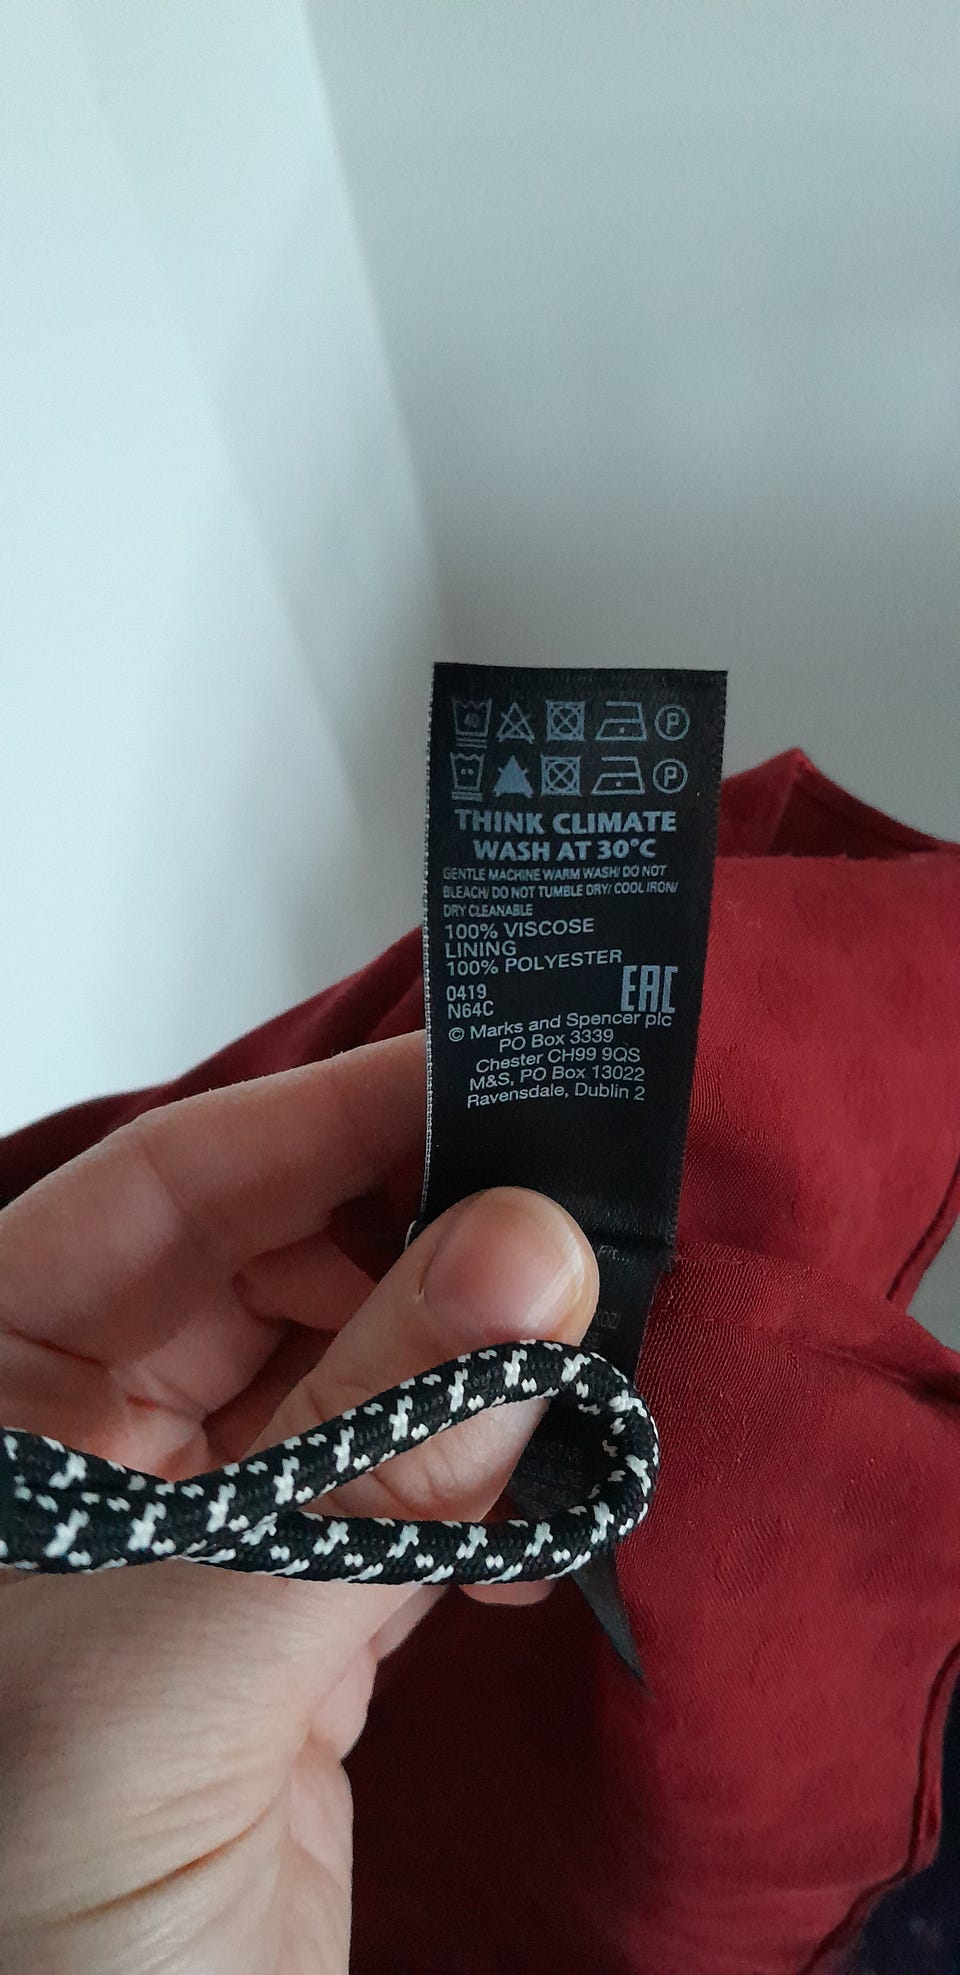 40 P
P
THINK CLIMATE
WASH AT 30°C
GENTLE MACHINE WARM WASH/ DO NOT
BLEACH/ DO NOT TUMBLE DRY/ COOL IRON/
DRY CLEANABLE
100% VISCOSE
LINING
100% POLYESTER
0419 EAC
N64C
© Marks and Spencer plc
PO Box 3339
Chester CH99 9QS
M&S, PO Box 13022
Ravensdale, Dublin 2